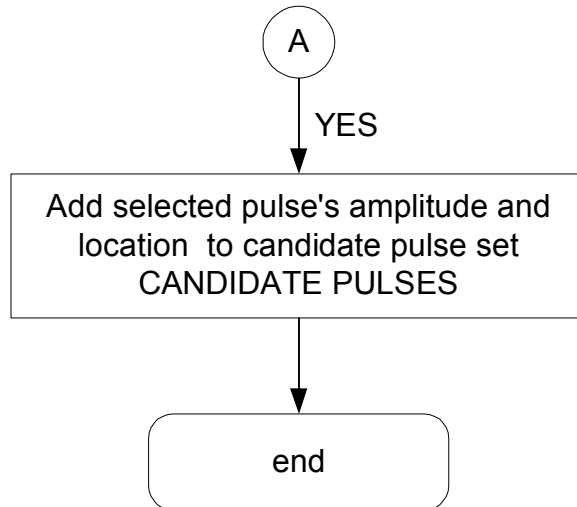 A
YES
Add selected pulse's amplitude and
location to candidate pulse set
CANDIDATE PULSES
end